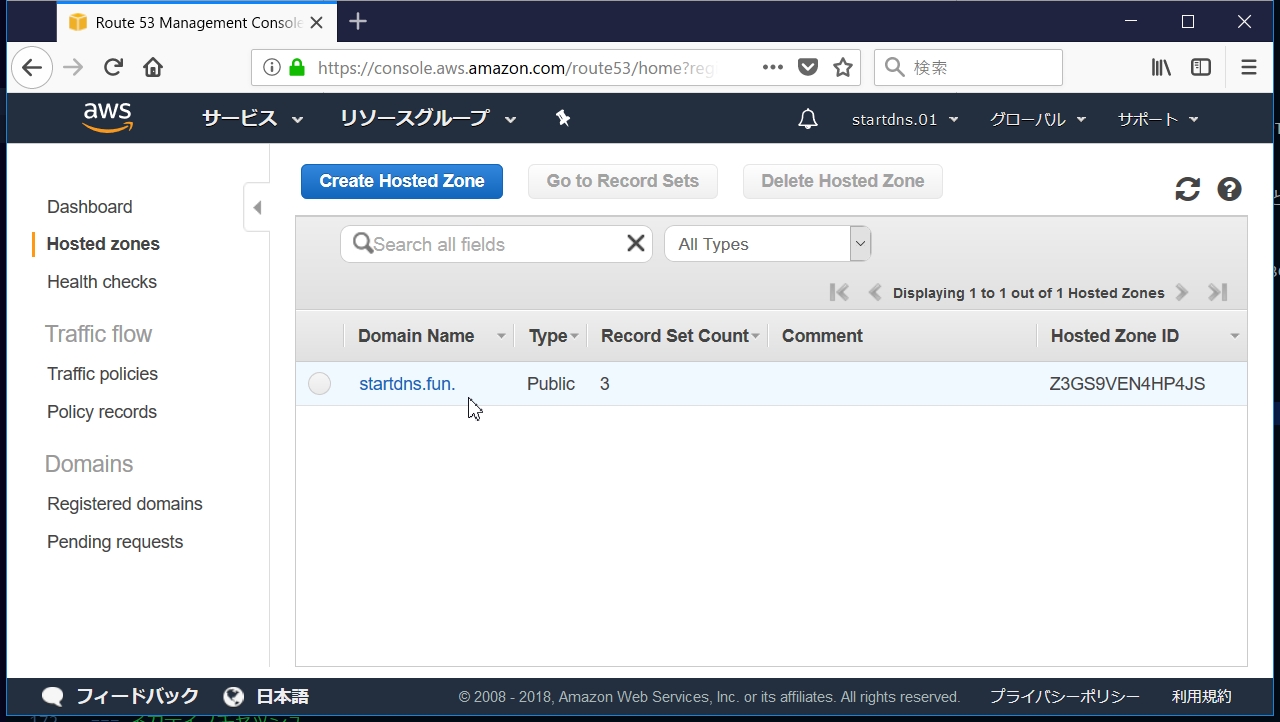 Route 53 Management Console
https://console.aws.amazon.com/route53/home?reg
検索
aws サービス リソースグループ startdns.01 グローバル サポート
Create Hosted Zone Go to Record Sets Delete Hosted Zone
Dashboard
Hosted zones
Health checks
Traffic flow
Traffic policies
Policy records
Domains
Registered domains
Pending requests
Search all fields All Types
Displaying 1 to 1 out of 1 Hosted Zones
Domain Name Type Record Set Count Comment Hosted Zone ID
startdns.fun. Public 3 Z3GS9VEN4HP4JS
フィードバック 日本語 © 2008 - 2018, Amazon Web Services, Inc. or its affiliates. All rights reserved. プライバシーポリシー 利用規約